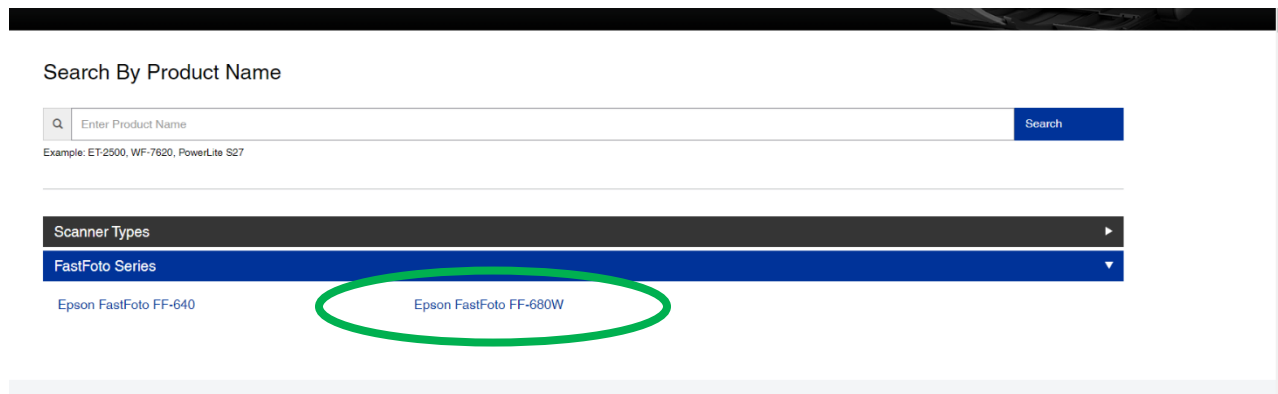 Search By Product Name
Enter Product Name
Search
Example: ET-2500, WF-7620, PowerLite S27
Scanner Types
FastFoto Series
Epson FastFoto FF-640
Epson FastFoto FF-680W